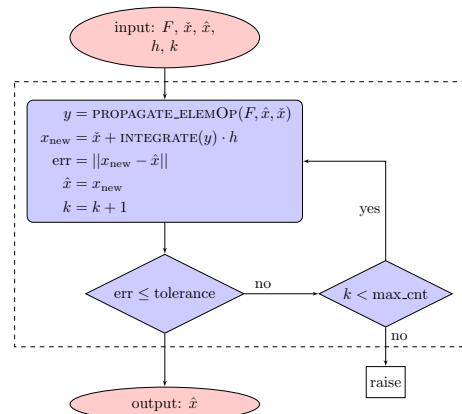 input: F, x̌, x̂,
h, k
y = PROPAGATE_ELEMOP(F, x̂, x̌)
x_new = x̌ + INTEGRATE(y) · h
err = ||x_new − x̂||
x̂ = x_new
k = k + 1
yes
err ≤ tolerance
no
k < max_cnt
no
raise
output: x̂